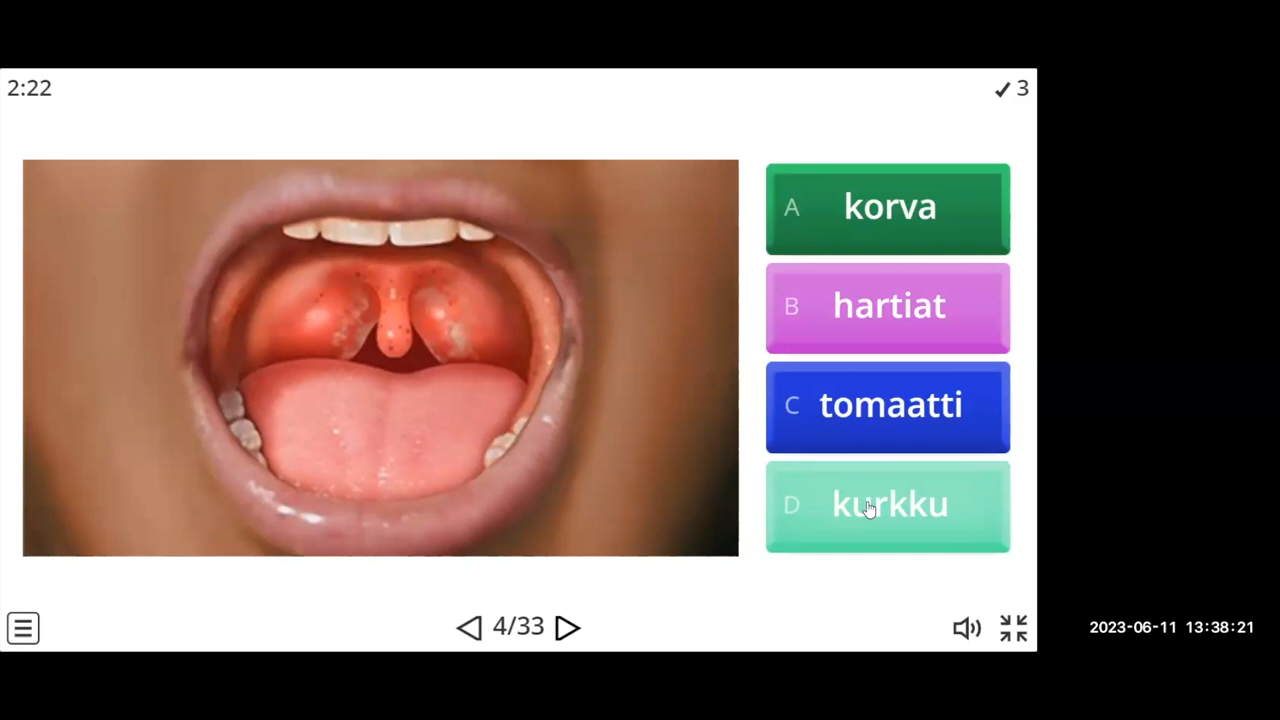 2:22
✓ 3
A korva
B hartiat
C tomaatti
D kurkku
4/33
2023-06-11 13:38:21